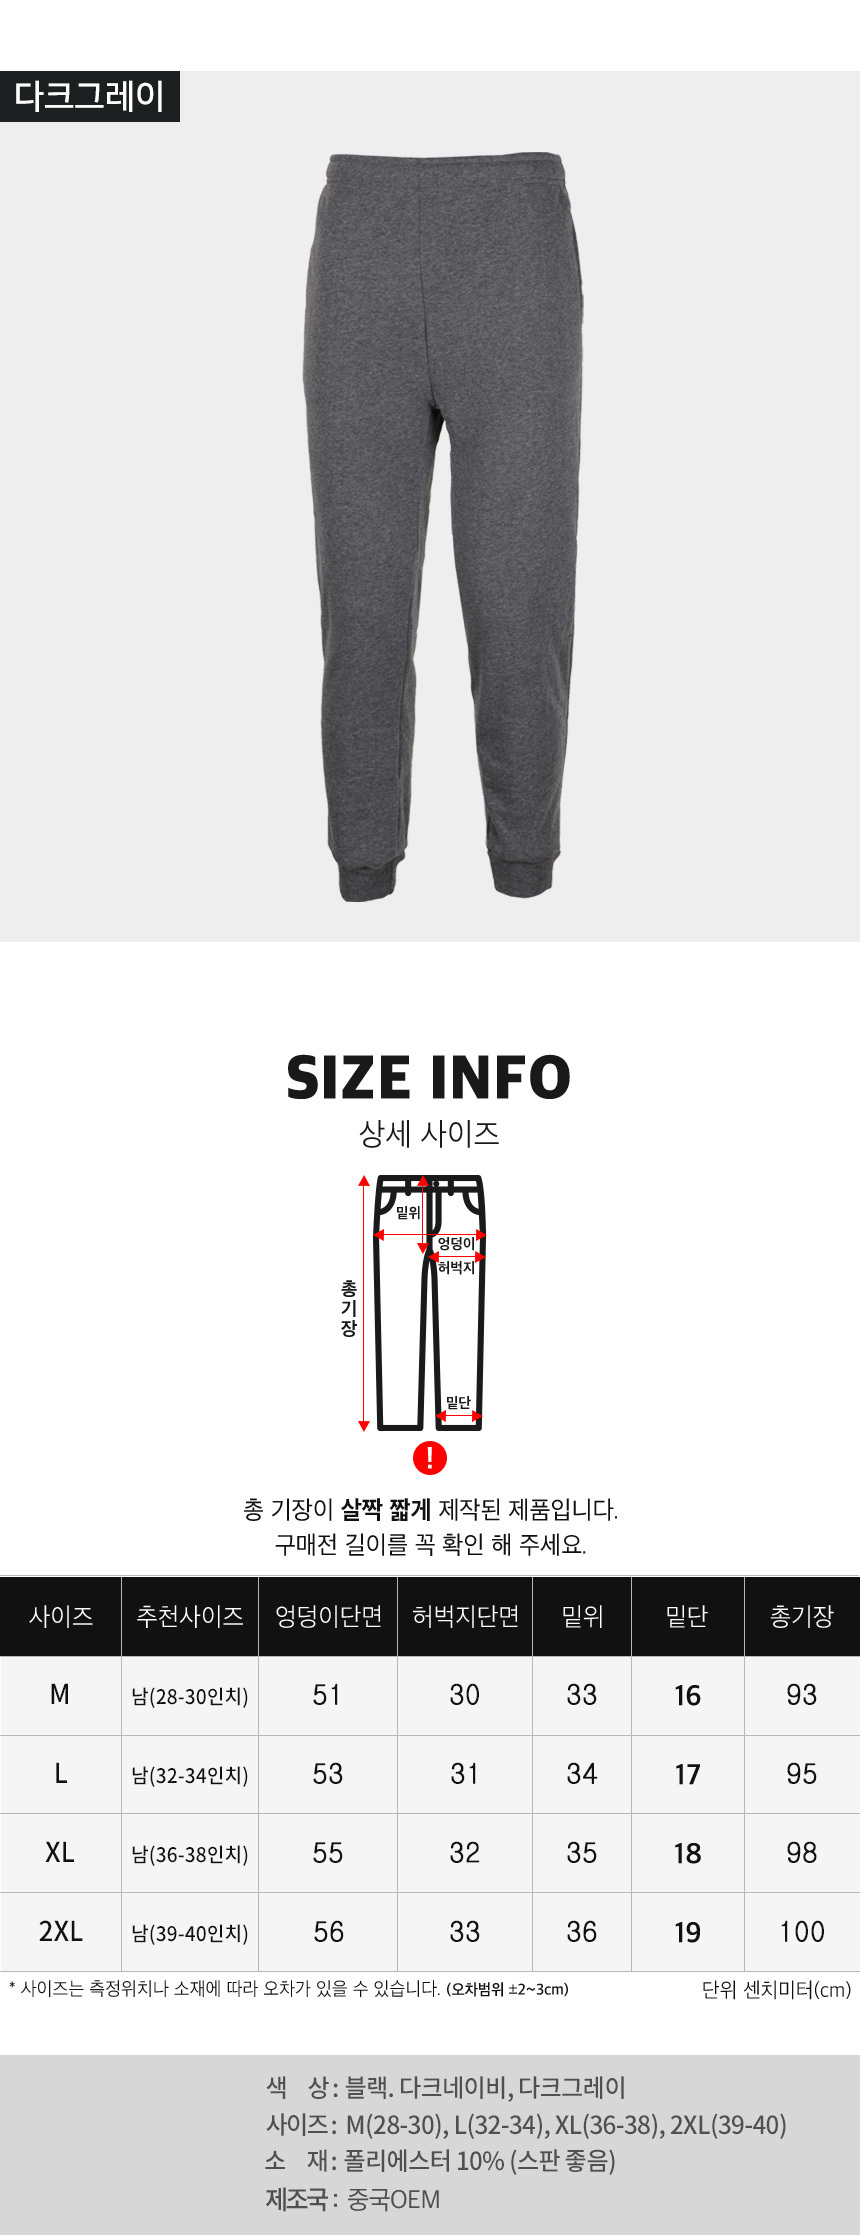 다크그레이
SIZE INFO
상세 사이즈
밑위
엉덩이
허벅지
총기장
밑단
!
총 기장이 살짝 짧게 제작된 제품입니다.
구매전 길이를 꼭 확인 해 주세요.
사이즈 추천사이즈 엉덩이단면 허벅지단면 밑위 밑단 총기장
M 남(28-30인치) 51 30 33 16 93
L 남(32-34인치) 53 31 34 17 95
XL 남(36-38인치) 55 32 35 18 98
2XL 남(39-40인치) 56 33 36 19 100
* 사이즈는 측정위치나 소재에 따라 오차가 있을 수 있습니다. (오차범위 ±2~3cm) 단위 센치미터(cm)
색 상 : 블랙. 다크네이비, 다크그레이
사이즈 : M(28-30), L(32-34), XL(36-38), 2XL(39-40)
소 재 : 폴리에스터 10% (스판 좋음)
제조국 : 중국OEM